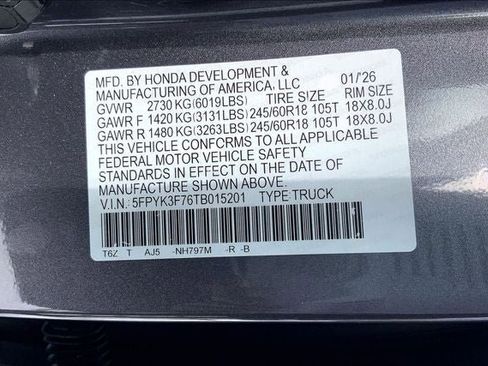 MFD. BY HONDA DEVELOPMENT & 01/'26
MANUFACTURING OF AMERICA, LLC TIRE SIZE RIM SIZE
GVWR 2730 KG(6019LBS)
GAWR F 1420 KG(3131LBS) 245/60R18 105T 18X8.0J
GAWR R 1480 KG(3263LBS) 245/60R18 105T 18X8.0J
THIS VEHICLE CONFORMS TO ALL APPLICABLE
FEDERAL MOTOR VEHICLE SAFETY
STANDARDS IN EFFECT ON THE DATE OF
MANUFACTURE SHOWN ABOVE.
V.I.N.: 5FPYK3F76TB015201 TYPE:TRUCK
T6Z T AJ5 -NH797M -R -B